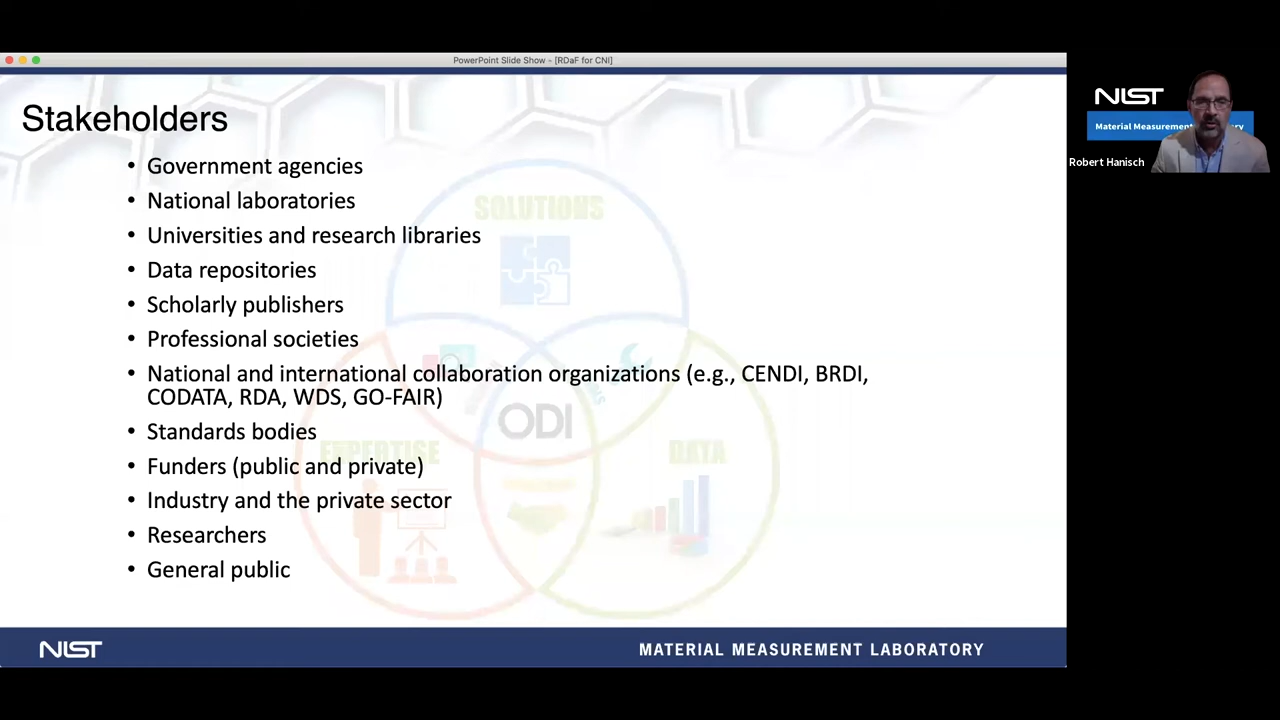 PowerPoint Slide Show - [RDaF for CNI]
Stakeholders
• Government agencies
• National laboratories
• Universities and research libraries
• Data repositories
• Scholarly publishers
• Professional societies
• National and international collaboration organizations (e.g., CENDI, BRDI,
CODATA, RDA, WDS, GO-FAIR)
• Standards bodies
• Funders (public and private)
• Industry and the private sector
• Researchers
• General public
SOLUTIONS
ODI
EXPERTISE
DATA
NIST
MATERIAL MEASUREMENT LABORATORY
NIST
Material Measurement
Robert Hanisch